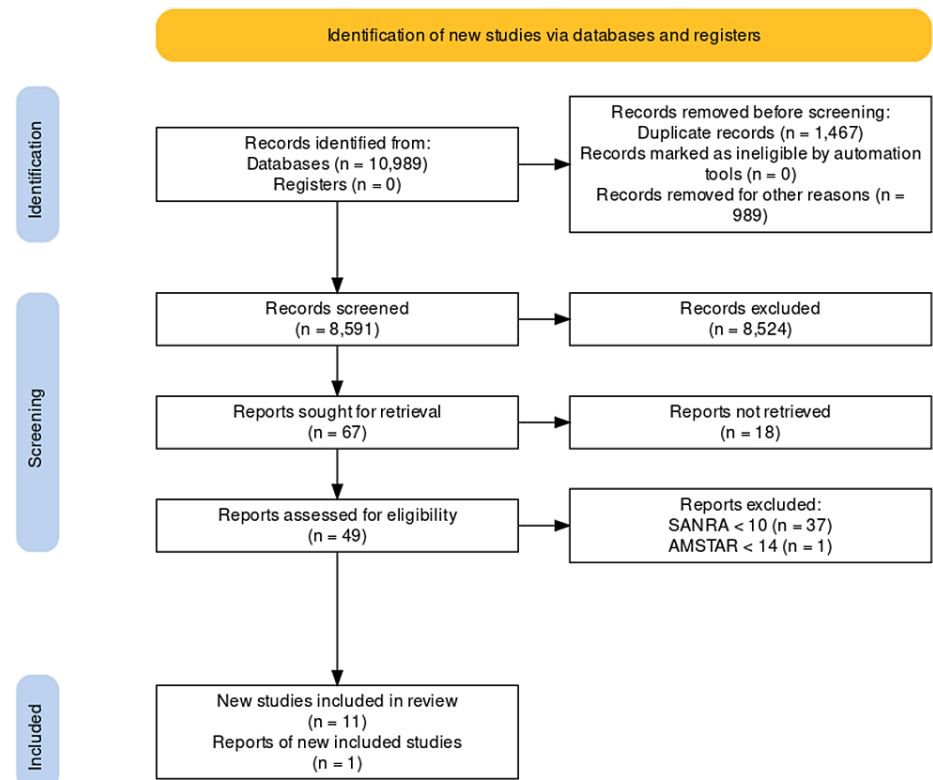 Identification of new studies via databases and registers
Identification
Records identified from:
Databases (n = 10,989)
Registers (n = 0)
Records removed before screening:
Duplicate records (n = 1,467)
Records marked as ineligible by automation
tools (n = 0)
Records removed for other reasons (n =
989)
Screening
Records screened
(n = 8,591)
Records excluded
(n = 8,524)
Reports sought for retrieval
(n = 67)
Reports not retrieved
(n = 18)
Reports assessed for eligibility
(n = 49)
Reports excluded:
SANRA < 10 (n = 37)
AMSTAR < 14 (n = 1)
Included
New studies included in review
(n = 11)
Reports of new included studies
(n = 1)